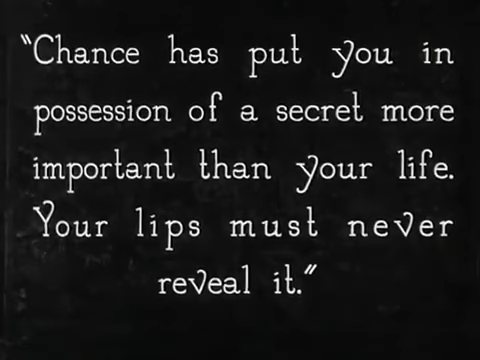 “Chance has put you in
possession of a secret more
important than your life.
Your lips must never
reveal it.”